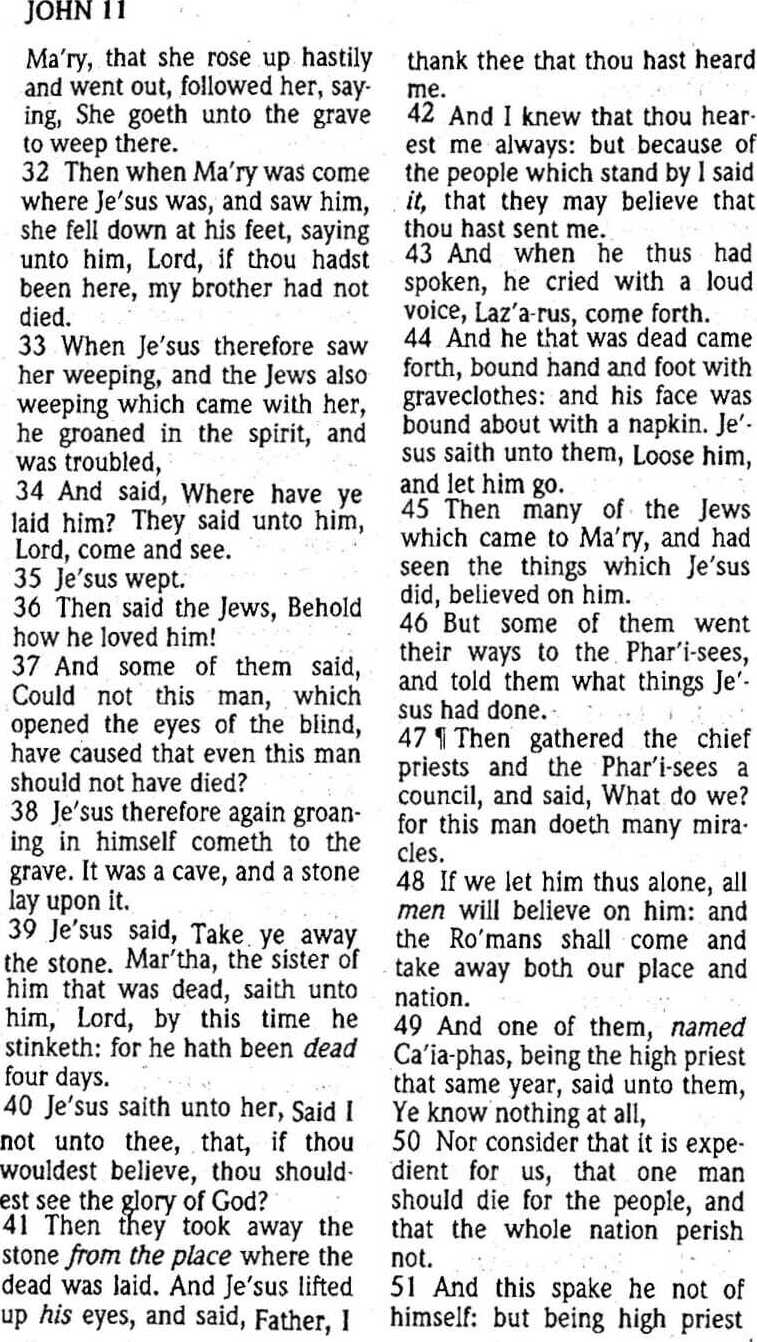 JOHN 11
Ma'ry, that she rose up hastily
and went out, followed her, say-
ing, She goeth unto the grave
to weep there.
32 Then when Ma'ry was come
where Je'sus was, and saw him,
she fell down at his feet, saying
unto him, Lord, if thou hadst
been here, my brother had not
died.
33 When Je'sus therefore saw
her weeping, and the Jews also
weeping which came with her,
he groaned in the spirit, and
was troubled,
34 And said, Where have ye
laid him? They said unto him,
Lord, come and see.
35 Je'sus wept.
36 Then said the Jews, Behold
how he loved him!
37 And some of them said,
Could not this man, which
opened the eyes of the blind,
have caused that even this man
should not have died?
38 Je'sus therefore again groan-
ing in himself cometh to the
grave. It was a cave, and a stone
lay upon it.
39 Je'sus said, Take ye away
the stone. Mar'tha, the sister of
him that was dead, saith unto
him, Lord, by this time he
stinketh: for he hath been dead
four days.
40 Je'sus saith unto her, Said I
not unto thee, that, if thou
wouldest believe, thou should-
est see the glory of God?
41 Then they took away the
stone from the place where the
dead was laid. And Je'sus lifted
up his eyes, and said, Father, I
thank thee that thou hast heard
me.
42 And I knew that thou hear-
est me always: but because of
the people which stand by I said
it, that they may believe that
thou hast sent me.
43 And when he thus had
spoken, he cried with a loud
voice, Laz'a-rus, come forth.
44 And he that was dead came
forth, bound hand and foot with
graveclothes: and his face was
bound about with a napkin. Je'-
sus saith unto them, Loose him,
and let him go.
45 Then many of the Jews
which came to Ma'ry, and had
seen the things which Je'sus
did, believed on him.
46 But some of them went
their ways to the Phar'i-sees,
and told them what things Je'-
sus had done.
47 ¶ Then gathered the chief
priests and the Phar'i-sees a
council, and said, What do we?
for this man doeth many mira-
cles.
48 If we let him thus alone, all
men will believe on him: and
the Ro'mans shall come and
take away both our place and
nation.
49 And one of them, named
Ca'ia-phas, being the high priest
that same year, said unto them,
Ye know nothing at all,
50 Nor consider that it is expe-
dient for us, that one man
should die for the people, and
that the whole nation perish
not.
51 And this spake he not of
himself: but being high priest